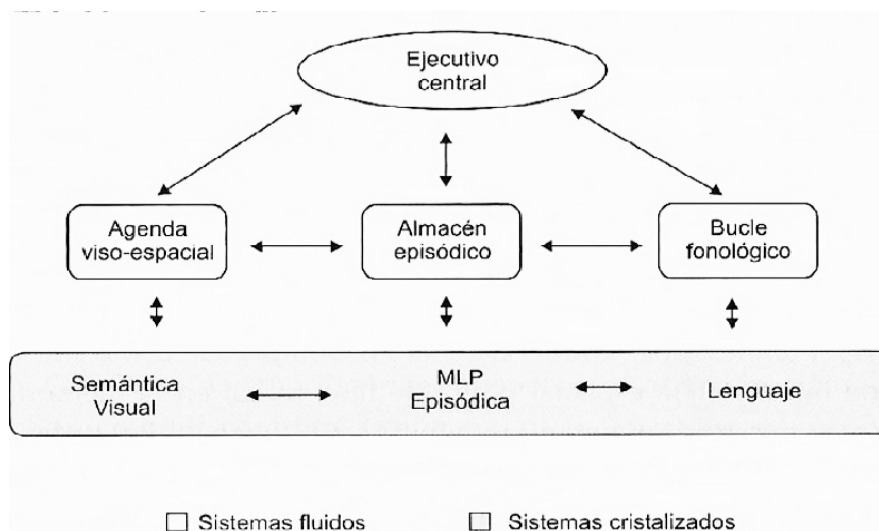 Ejecutivo
central
Agenda
viso-espacial
Almacén
episódico
Bucle
fonológico
Semántica
Visual
MLP
Episódica
Lenguaje
Sistemas fluidos
Sistemas cristalizados